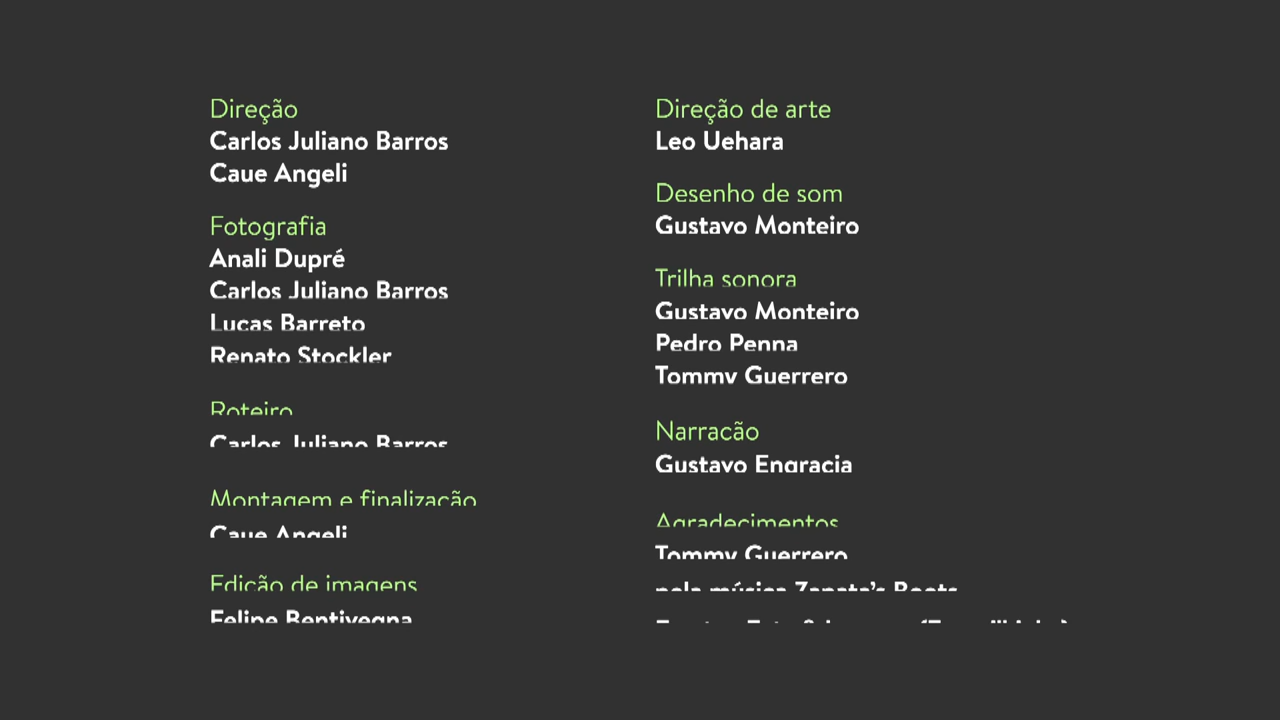 Direção
Carlos Juliano Barros
Caue Angeli
Fotografia
Anali Dupré
Carlos Juliano Barros
Lucas Barreto
Renato Stockler
Roteiro
Carlos Juliano Barros
Montagem e finalização
Caue Angeli
Edição de imagens
Felipe Bentivegna
Direção de arte
Leo Uehara
Desenho de som
Gustavo Monteiro
Trilha sonora
Gustavo Monteiro
Pedro Penna
Tommy Guerrero
Narração
Gustavo Engracia
Agradecimentos
Tommy Guerrero
pela música Zapata's Boots